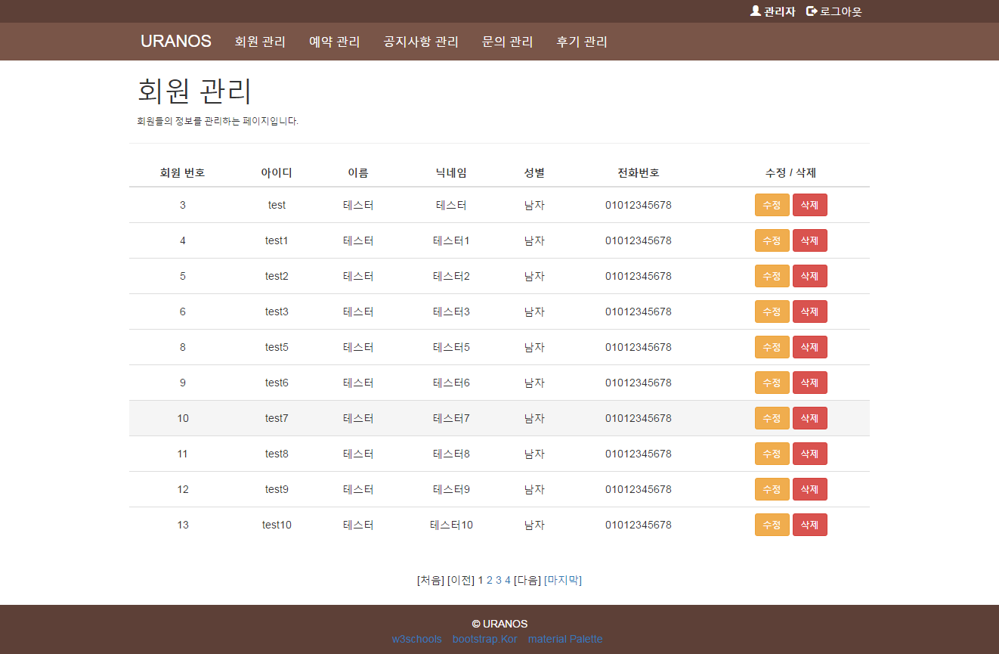 관리자 로그아웃
URANOS 회원 관리 예약 관리 공지사항 관리 문의 관리 후기 관리
회원 관리
회원들의 정보를 관리하는 페이지입니다.
회원 번호 아이디 이름 닉네임 성별 전화번호 수정 / 삭제
3 test 테스터 테스터 남자 01012345678 수정 삭제
4 test1 테스터 테스터1 남자 01012345678 수정 삭제
5 test2 테스터 테스터2 남자 01012345678 수정 삭제
6 test3 테스터 테스터3 남자 01012345678 수정 삭제
8 test5 테스터 테스터5 남자 01012345678 수정 삭제
9 test6 테스터 테스터6 남자 01012345678 수정 삭제
10 test7 테스터 테스터7 남자 01012345678 수정 삭제
11 test8 테스터 테스터8 남자 01012345678 수정 삭제
12 test9 테스터 테스터9 남자 01012345678 수정 삭제
13 test10 테스터 테스터10 남자 01012345678 수정 삭제
[처음] [이전] 1 2 3 4 [다음] [마지막]
© URANOS
w3schools bootstrap.Kor material Palette